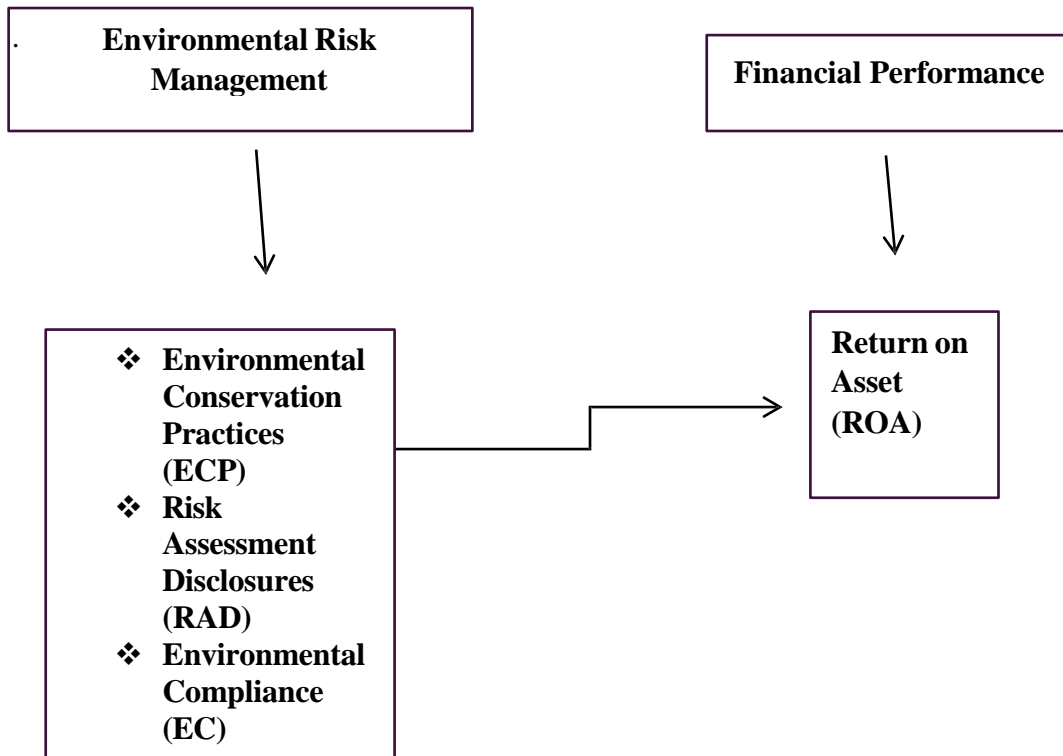 .
Environmental Risk
Management
Financial Performance
❖ Environmental
Conservation
Practices
(ECP)
❖ Risk
Assessment
Disclosures
(RAD)
❖ Environmental
Compliance
(EC)
Return on
Asset
(ROA)